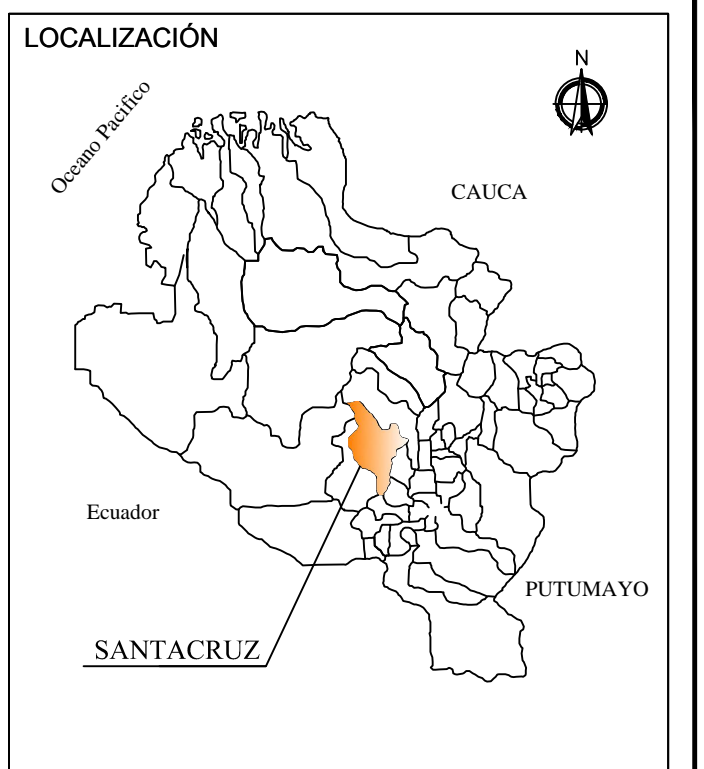 LOCALIZACIÓN
N
Oceano Pacifico
CAUCA
Ecuador
PUTUMAYO
SANTACRUZ